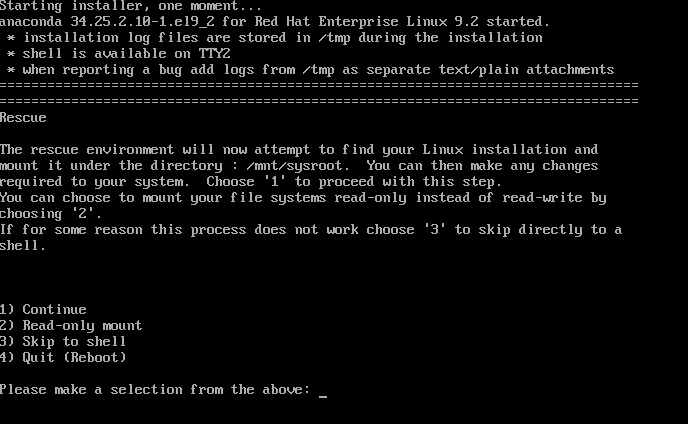 Starting installer, one moment...
anaconda 34.25.2.10-1.el9_2 for Red Hat Enterprise Linux 9.2 started.
 * installation log files are stored in /tmp during the installation
 * shell is available on TTY2
 * when reporting a bug add logs from /tmp as separate text/plain attachments
================================================================================
================================================================================
Rescue

The rescue environment will now attempt to find your Linux installation and
mount it under the directory : /mnt/sysroot.  You can then make any changes
required to your system.  Choose '1' to proceed with this step.
You can choose to mount your file systems read-only instead of read-write by
choosing '2'.
If for some reason this process does not work choose '3' to skip directly to a
shell.

1) Continue
2) Read-only mount
3) Skip to shell
4) Quit (Reboot)

Please make a selection from the above: _